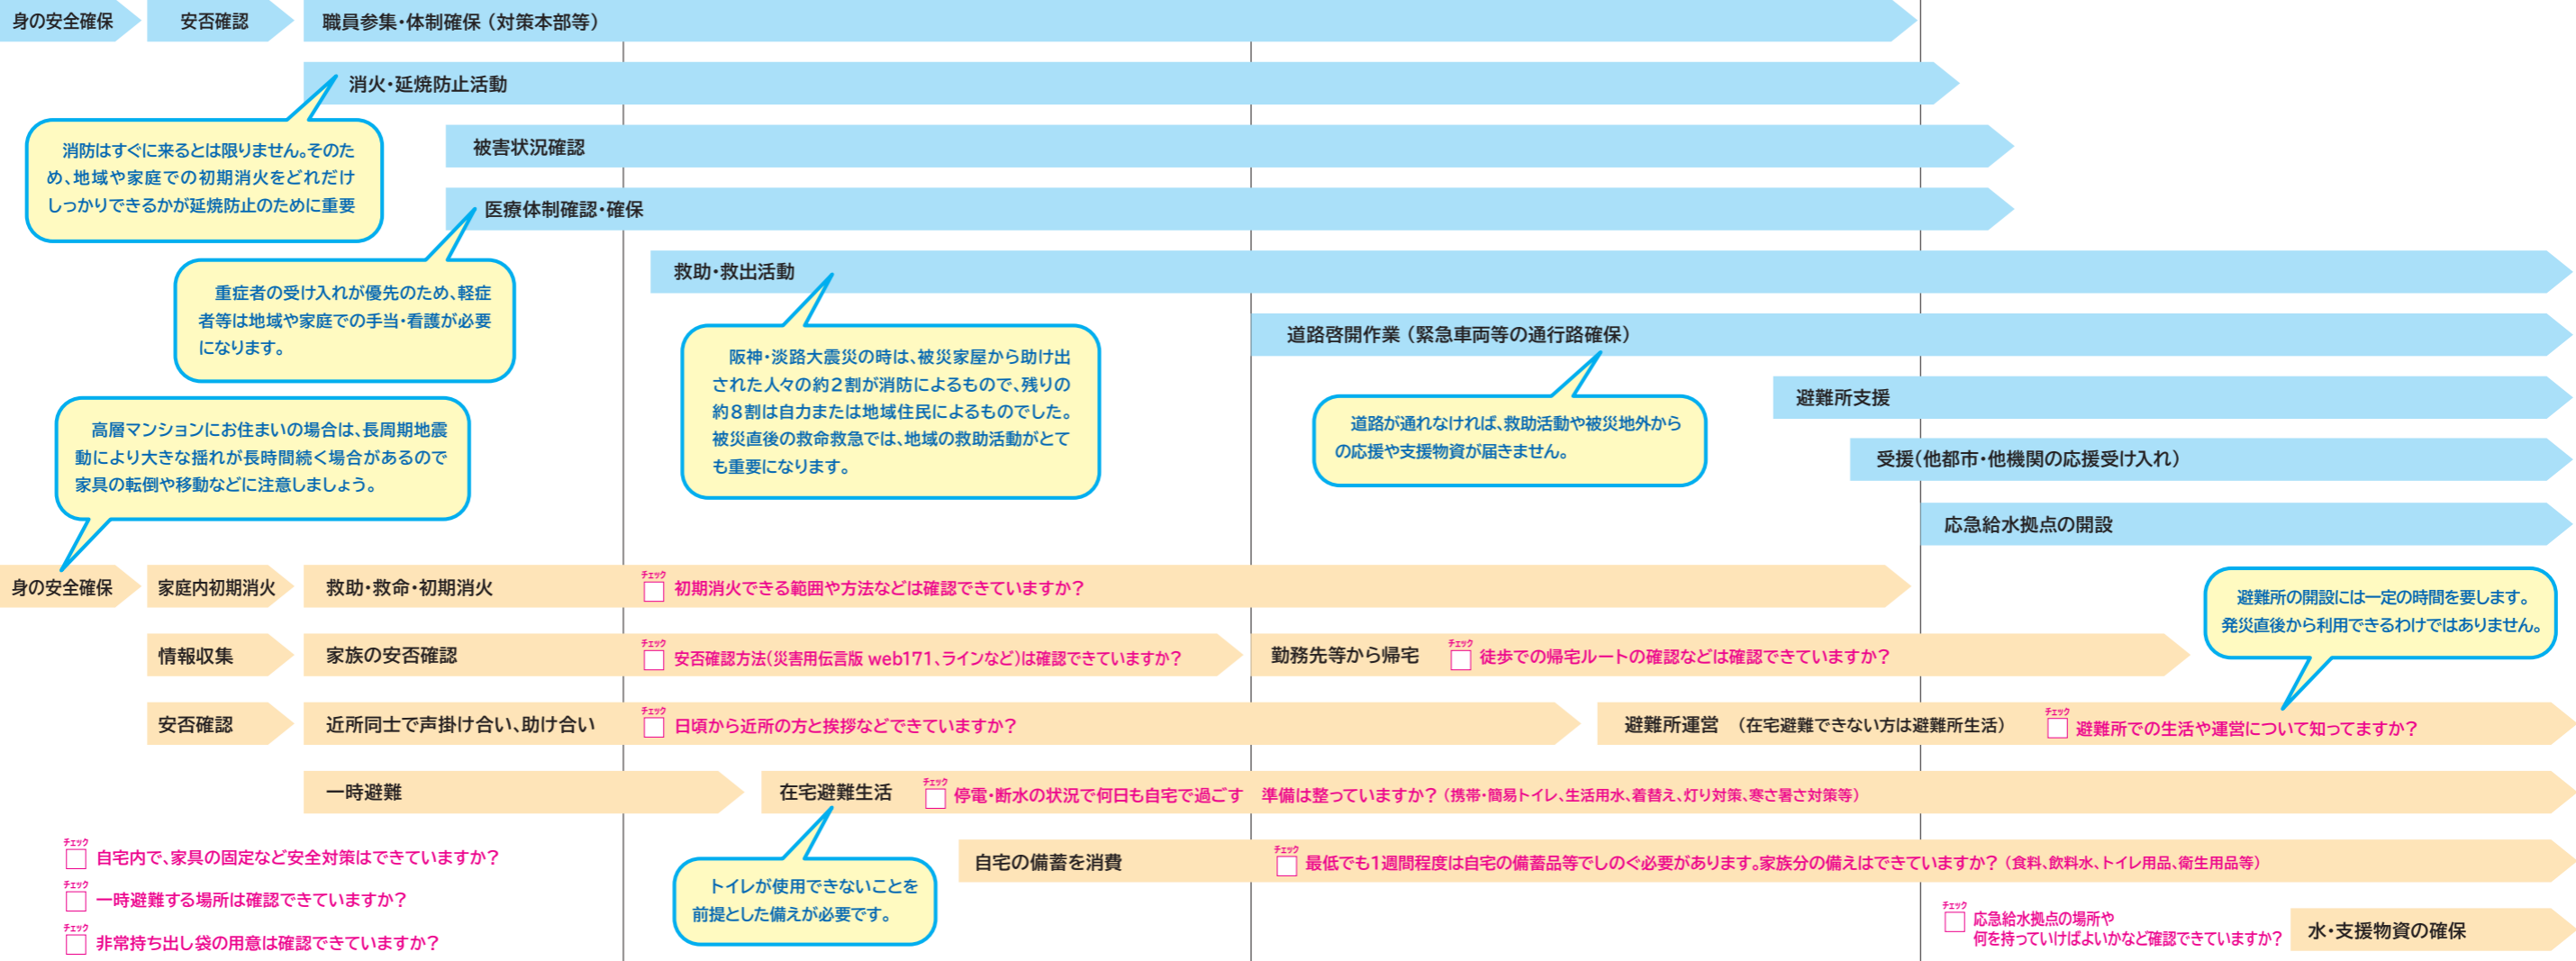 身の安全確保
安否確認
職員参集・体制確保（対策本部等）
消火・延焼防止活動
消防はすぐに来るとは限りません。そのた
め、地域や家庭での初期消火をどれだけ
しっかりできるかが延焼防止のために重要
被害状況確認
医療体制確認・確保
重症者の受け入れが優先のため、軽症
者等は地域や家庭での手当・看護が必要
になります。
救助・救出活動
阪神・淡路大震災の時は、被災家屋から助け出
された人々の約２割が消防によるもので、残りの
約８割は自力または地域住民によるものでした。
被災直後の救命救急では、地域の救助活動がとて
も重要になります。
道路啓開作業（緊急車両等の通行路確保）
道路が通れなければ、救助活動や被災地外から
の応援や支援物資が届きません。
避難所支援
受援（他都市・他機関の応援受け入れ）
応急給水拠点の開設
高層マンションにお住まいの場合は、長周期地震
動により大きな揺れが長時間続く場合があるので
家具の転倒や移動などに注意しましょう。
身の安全確保
家庭内初期消火
救助・救命・初期消火
チェック
初期消火できる範囲や方法などは確認できていますか？
避難所の開設には一定の時間を要します。
発災直後から利用できるわけではありません。
情報収集
家族の安否確認
チェック
安否確認方法（災害用伝言版 web171、ラインなど）は確認できていますか？
勤務先等から帰宅
チェック
徒歩での帰宅ルートの確認などは確認できていますか？
安否確認
近所同士で声掛け合い、助け合い
チェック
日頃から近所の方と挨拶などできていますか？
避難所運営　（在宅避難できない方は避難所生活）
チェック
避難所での生活や運営について知ってますか？
一時避難
在宅避難生活
チェック
停電・断水の状況で何日も自宅で過ごす　準備は整っていますか？（携帯・簡易トイレ、生活用水、着替え、灯り対策、寒さ暑さ対策等）
トイレが使用できないことを
前提とした備えが必要です。
自宅の備蓄を消費
チェック
最低でも１週間程度は自宅の備蓄品等でしのぐ必要があります。家族分の備えはできていますか？（食料、飲料水、トイレ用品、衛生用品等）
チェック
自宅内で、家具の固定など安全対策はできていますか？
チェック
一時避難する場所は確認できていますか？
チェック
非常持ち出し袋の用意は確認できていますか？
チェック
応急給水拠点の場所や
何を持っていけばよいかなど確認できていますか？
水・支援物資の確保